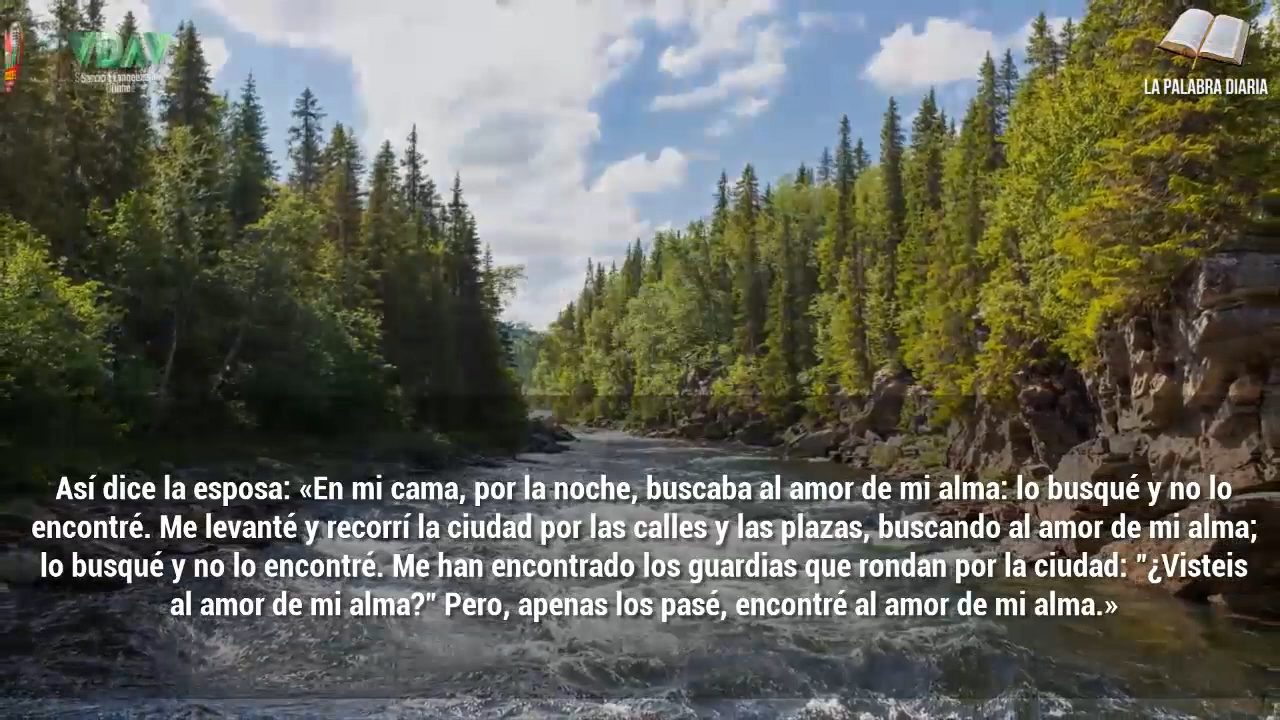 VDAV
LA PALABRA DIARIA
Así dice la esposa: «En mi cama, por la noche, buscaba al amor de mi alma: lo busqué y no lo
encontré. Me levanté y recorrí la ciudad por las calles y las plazas, buscando al amor de mi alma;
lo busqué y no lo encontré. Me han encontrado los guardias que rondan por la ciudad: "¿Visteis
al amor de mi alma?" Pero, apenas los pasé, encontré al amor de mi alma.»